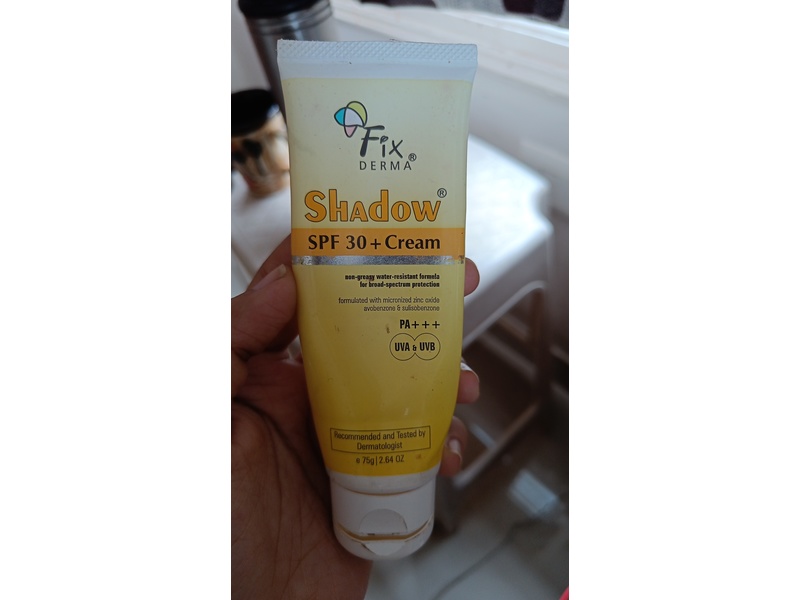 Fix®
DERMA
Shadow®
SPF 30+ Cream
non-greasy water-resistant formula
for broad-spectrum protection
formulated with micronized zinc oxide
avobenzone & sulisobenzone
PA+++
UVA & UVB
Recommended and Tested by
Dermatologist
e 75g | 2.64 OZ